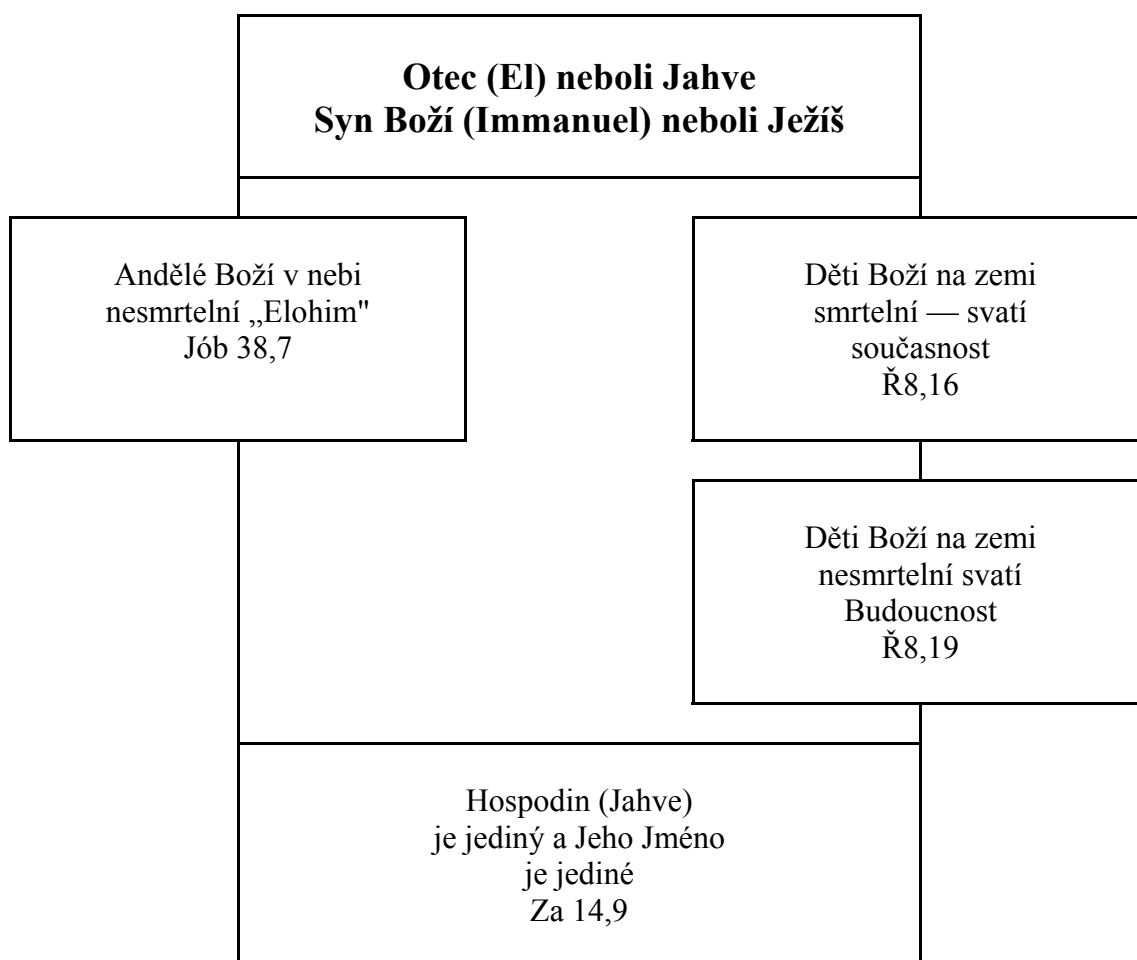 Otec (El) neboli Jahve
Syn Boží (Immanuel) neboli Ježíš
Andělé Boží v nebi
nesmrtelní „Elohim"
Jób 38,7
Děti Boží na zemi
smrtelní — svatí
současnost
Ř8,16
Děti Boží na zemi
nesmrtelní svatí
Budoucnost
Ř8,19
Hospodin (Jahve)
je jediný a Jeho Jméno
je jediné
Za 14,9